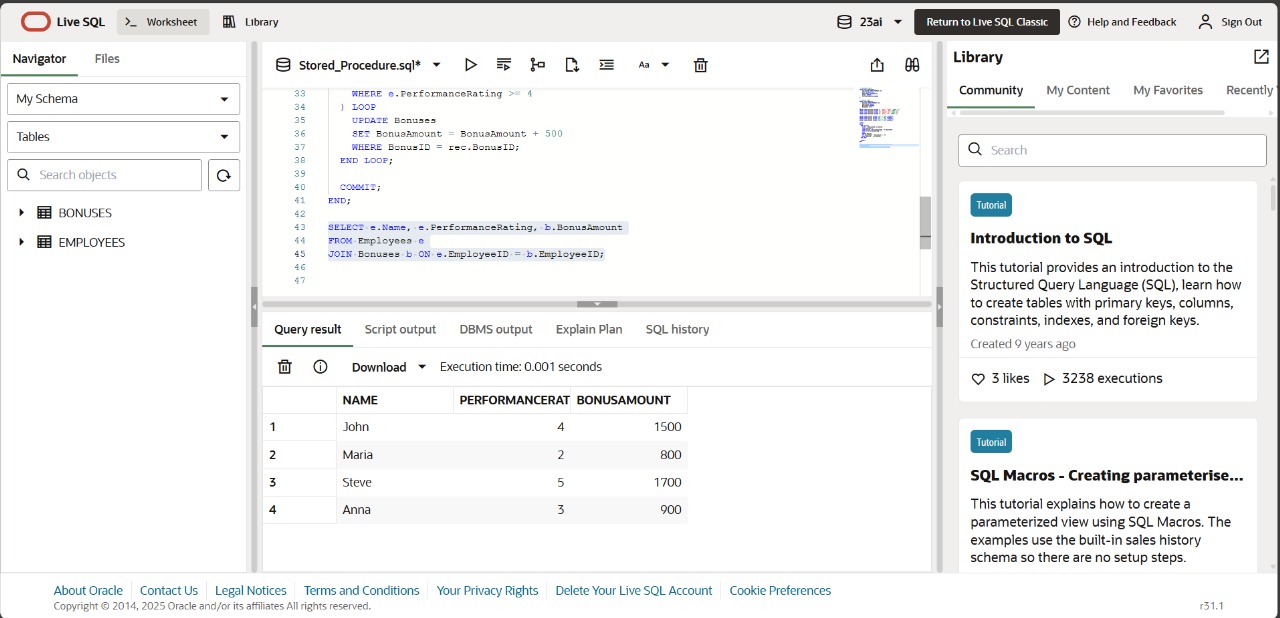 Live SQL
Worksheet
Library
23ai
Return to Live SQL Classic
Help and Feedback
Sign Out
Navigator
Files
My Schema
Tables
Search objects
BONUSES
EMPLOYEES
Stored_Procedure.sql*
Aa
33 WHERE e.PerformanceRating >= 4
34 ) LOOP
35 UPDATE Bonuses
36 SET BonusAmount = BonusAmount + 500
37 WHERE BonusID = rec.BonusID;
38 END LOOP;
39
40 COMMIT;
41 END;
42
43 SELECT e.Name, e.PerformanceRating, b.BonusAmount
44 FROM Employees e
45 JOIN Bonuses b ON e.EmployeeID = b.EmployeeID;
46
47
Query result
Script output
DBMS output
Explain Plan
SQL history
Download
Execution time: 0.001 seconds
NAME PERFORMANCERAT BONUSAMOUNT
1 John 4 1500
2 Maria 2 800
3 Steve 5 1700
4 Anna 3 900
Library
Community
My Content
My Favorites
Recently
Search
Tutorial
Introduction to SQL
This tutorial provides an introduction to the
Structured Query Language (SQL), learn how
to create tables with primary keys, columns,
constraints, indexes, and foreign keys.
Created 9 years ago
3 likes
3238 executions
Tutorial
SQL Macros - Creating parameterise...
This tutorial explains how to create a
parameterized view using SQL Macros. The
examples use the built-in sales history
schema so there are no setup steps.
About Oracle
Contact Us
Legal Notices
Terms and Conditions
Your Privacy Rights
Delete Your Live SQL Account
Cookie Preferences
Copyright © 2014, 2025 Oracle and/or its affiliates All rights reserved.
r31.1